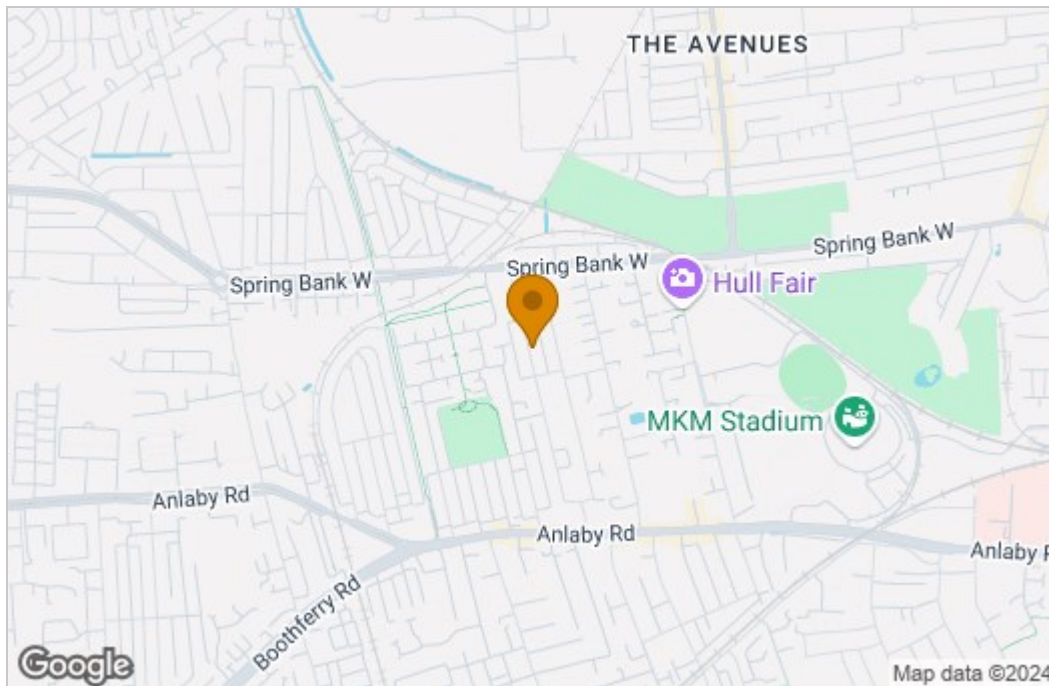 THE AVENUES
Spring Bank W
Spring Bank W
Spring Bank W
Hull Fair
MKM Stadium
Anlaby Rd
Anlaby Rd
Anlaby R
Boothferry Rd
Google
Map data ©2024